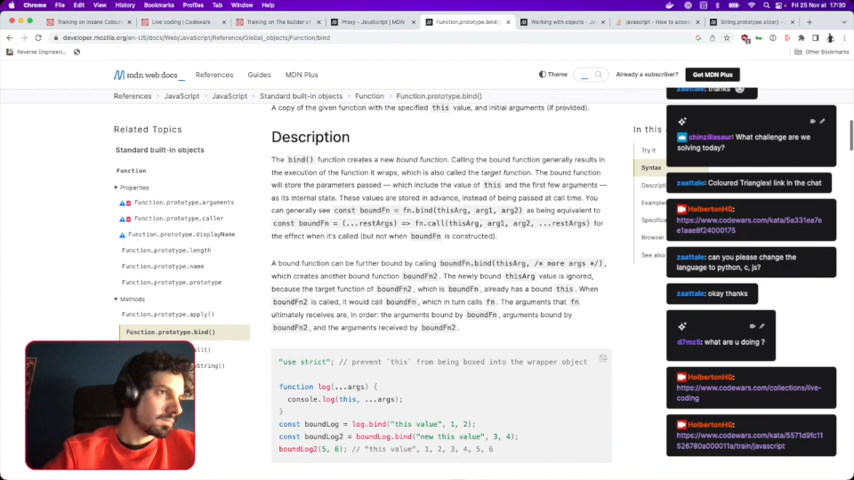 Chrome File Edit View History Bookmarks Profiles Tab Window Help
Fri 25 Nov at 17:30
Training on Insane Colour
Live coding | Codewars
Training on The builder of
Proxy - JavaScript | MDN
Function.prototype.bind()
Working with objects - J
javascript - How to acces
String.prototype.slice()
developer.mozilla.org/en-US/docs/Web/JavaScript/Reference/Global_objects/Function/bind
Reverse Engineer...
Other Bookmarks
mdn web docs
References
Guides
MDN Plus
Theme
Already a subscriber?
Get MDN Plus
References
JavaScript
JavaScript
Standard built-in objects
Function
Function.prototype.bind()
Related Topics
Standard built-in objects
Function
Properties
Function.prototype.arguments
Function.prototype.caller
Function.prototype.displayName
Function.prototype.length
Function.prototype.name
Function.prototype.prototype
Methods
Function.prototype.apply()
Function.prototype.bind()
call()
oString()
A copy of the given function with the specified this value, and initial arguments (if provided).
Description
The bind() function creates a new bound function. Calling the bound function generally results in
the execution of the function it wraps, which is also called the target function. The bound function
will store the parameters passed — which include the value of this and the first few arguments —
as its internal state. These values are stored in advance, instead of being passed at call time. You
can generally see const boundFn = fn.bind(thisArg, arg1, arg2) as being equivalent to
const boundFn = (...restArgs) => fn.call(thisArg, arg1, arg2, ...restArgs) for
the effect when it's called (but not when boundFn is constructed).
A bound function can be further bound by calling boundFn.bind(thisArg, /* more args */),
which creates another bound function boundFn2. The newly bound thisArg value is ignored,
because the target function of boundFn2, which is boundFn, already has a bound this. When
boundFn2 is called, it would call boundFn, which in turn calls fn. The arguments that fn
ultimately receives are, in order: the arguments bound by boundFn, arguments bound by
boundFn2, and the arguments received by boundFn2.
"use strict"; // prevent `this` from being boxed into the wrapper object
function log(...args) {
console.log(this, ...args);
}
const boundLog = log.bind("this value", 1, 2);
const boundLog2 = boundLog.bind("new this value", 3, 4);
boundLog2(5, 6); // "this value", 1, 2, 3, 4, 5, 6
In this a
Try it
Syntax
Descript
Example
Specific
Browser
See also
zaattale: thanks
chinzillasaur: What challenge are we
solving today?
zaattale: Coloured Triangles! link in the chat
HolbertonHQ:
https://www.codewars.com/kata/5a331ea7e
e1aae8f24000175
zaattale: can you please change the
language to python, c, js?
zaattale: okay thanks
d7mz5: what are u doing ?
HolbertonHQ:
https://www.codewars.com/collections/live-
coding
HolbertonHQ:
https://www.codewars.com/kata/5571d9fc11
526780a000011a/train/javascript